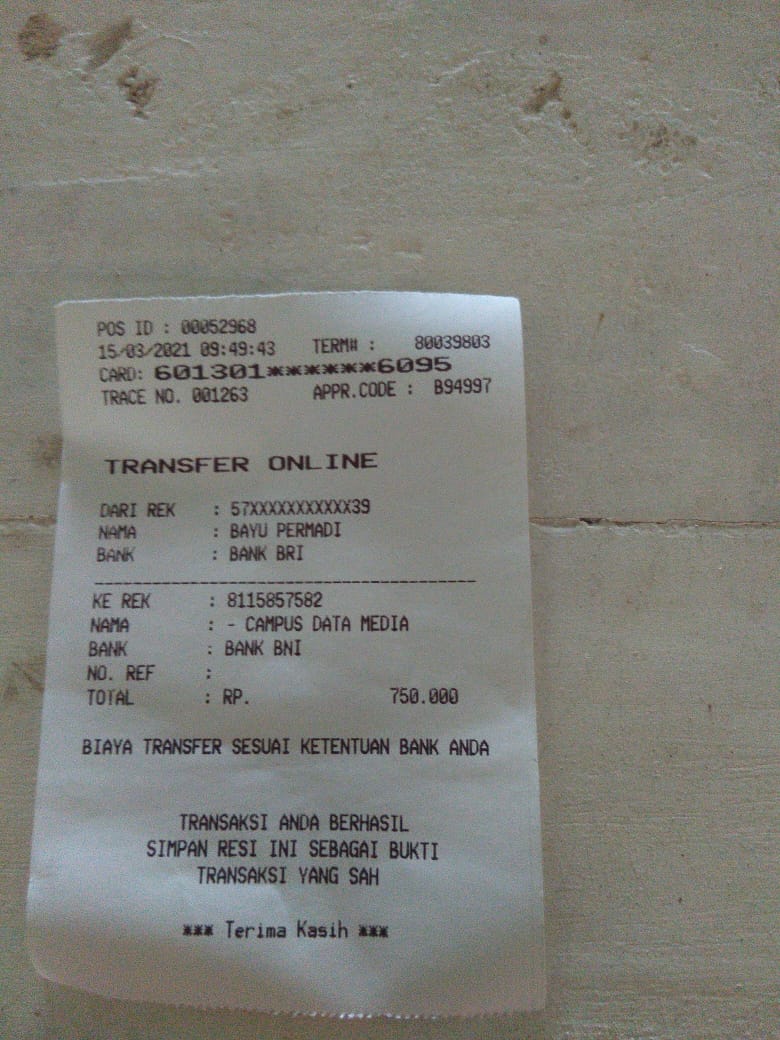 POS ID : 00052968
15/03/2021 09:49:43 TERM# : 80039803
CARD: 601301******6095
TRACE NO. 001263 APPR.CODE : B94997
TRANSFER ONLINE
DARI REK : 57XXXXXXXXXXX39
NAMA : BAYU PERMADI
BANK : BANK BRI
KE REK : 8115857582
NAMA : - CAMPUS DATA MEDIA
BANK : BANK BNI
NO. REF :
TOTAL : RP. 750.000
BIAYA TRANSFER SESUAI KETENTUAN BANK ANDA
TRANSAKSI ANDA BERHASIL
SIMPAN RESI INI SEBAGAI BUKTI
TRANSAKSI YANG SAH
*** Terima Kasih ***